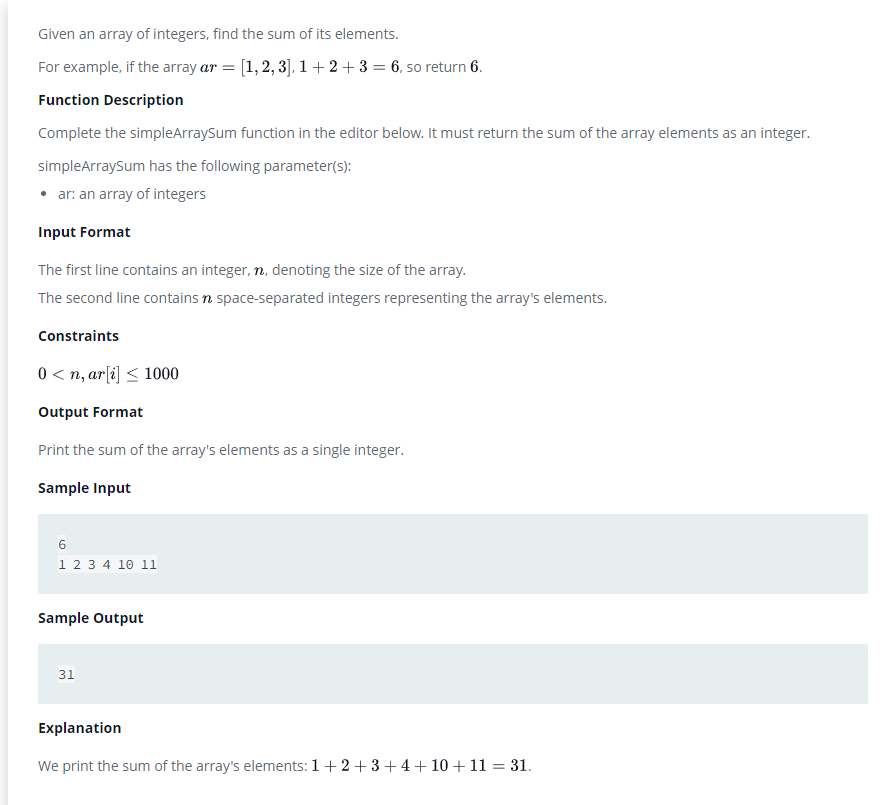 Given an array of integers, find the sum of its elements.
For example, if the array ar = [1, 2, 3], 1 + 2 + 3 = 6, so return 6.
Function Description
Complete the simpleArraySum function in the editor below. It must return the sum of the array elements as an integer.
simpleArraySum has the following parameter(s):
• ar: an array of integers
Input Format
The first line contains an integer, n, denoting the size of the array.
The second line contains n space-separated integers representing the array's elements.
Constraints
0 < n, ar[i] ≤ 1000
Output Format
Print the sum of the array's elements as a single integer.
Sample Input
6
1 2 3 4 10 11
Sample Output
31
Explanation
We print the sum of the array's elements: 1 + 2 + 3 + 4 + 10 + 11 = 31.